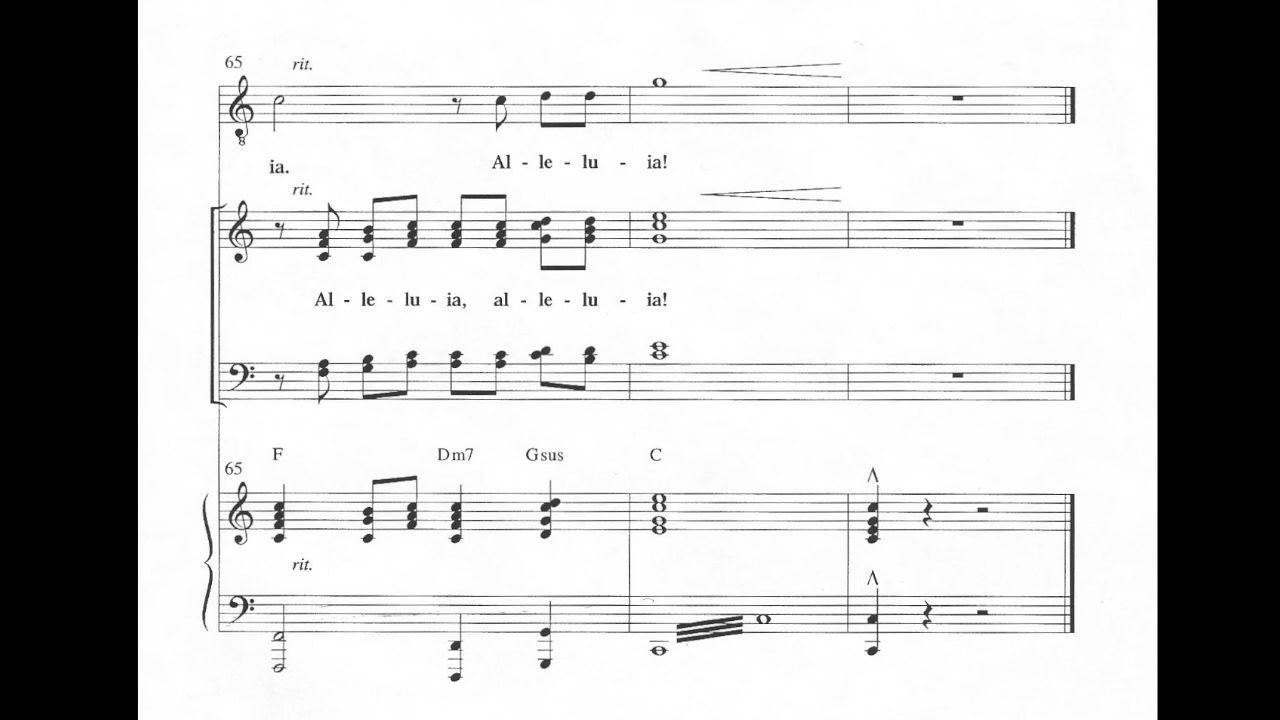 65 rit.
ia. Al - le - lu - ia!
rit.
Al - le - lu - ia, al - le - lu - ia!
F Dm7 Gsus C
65
rit.